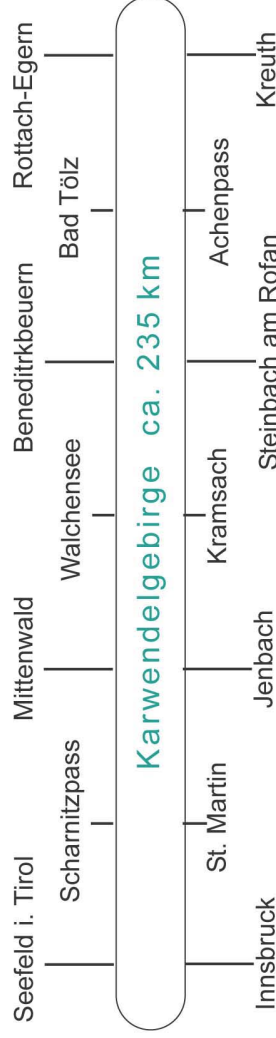 Seefeld i. Tirol
Scharnitzpass
Mittenwald
Walchensee
Beneditrkbeuern
Bad Tölz
Rottach-Egern
Karwendelgebirge ca. 235 km
Innsbruck
St. Martin
Jenbach
Kramsach
Steinbach am Rofan
Achenpass
Kreuth